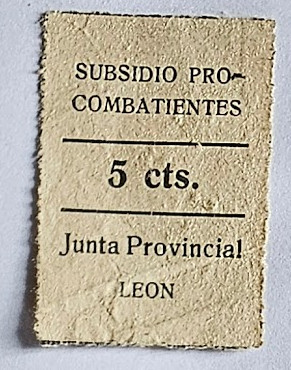 SUBSIDIO PRO-
COMBATIENTES
5 cts.
Junta Provincial
LEON